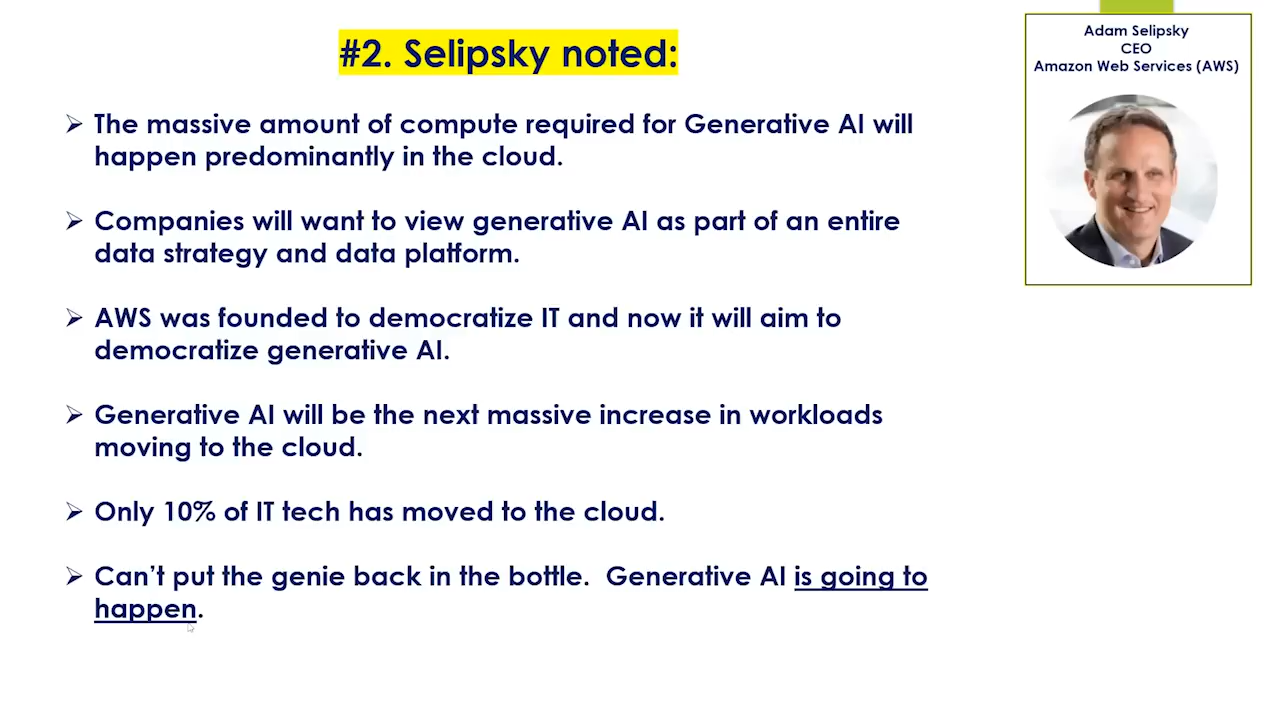 #2. Selipsky noted:
Adam Selipsky
CEO
Amazon Web Services (AWS)
➢ The massive amount of compute required for Generative AI will
happen predominantly in the cloud.
➢ Companies will want to view generative AI as part of an entire
data strategy and data platform.
➢ AWS was founded to democratize IT and now it will aim to
democratize generative AI.
➢ Generative AI will be the next massive increase in workloads
moving to the cloud.
➢ Only 10% of IT tech has moved to the cloud.
➢ Can’t put the genie back in the bottle.  Generative AI is going to
happen.